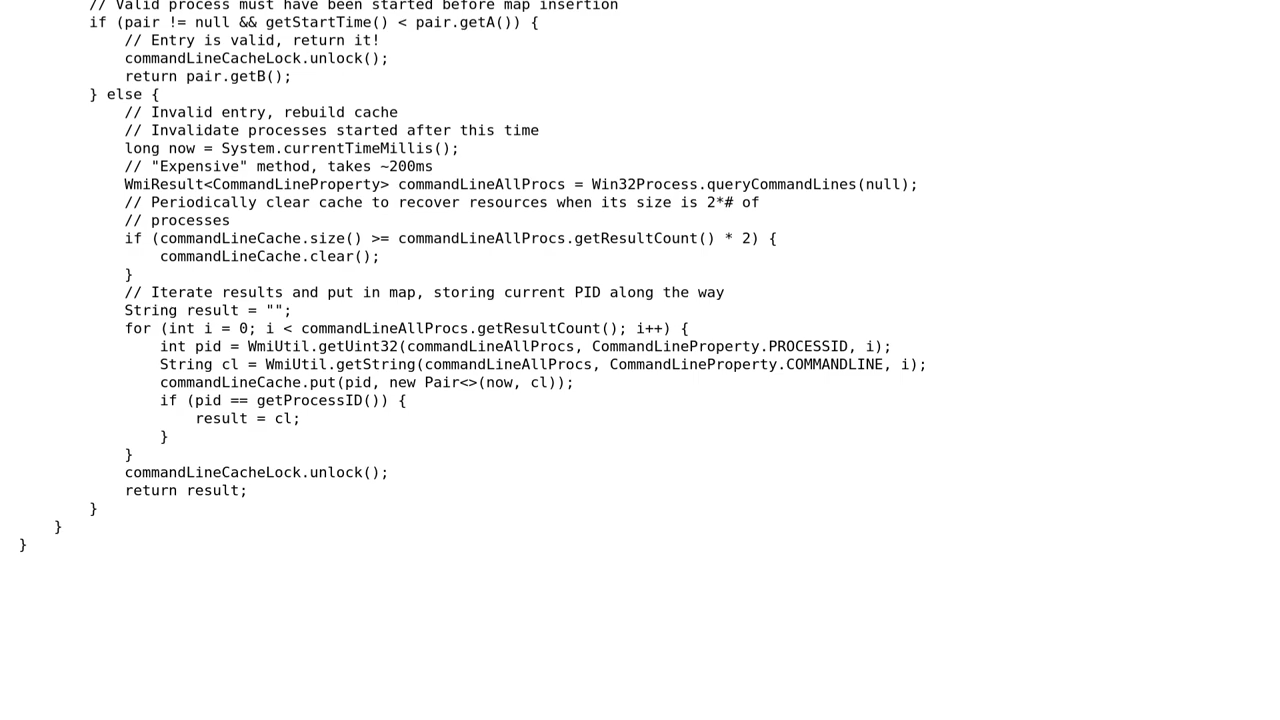 // Valid process must have been started before map insertion
        if (pair != null && getStartTime() < pair.getA()) {
            // Entry is valid, return it!
            commandLineCacheLock.unlock();
            return pair.getB();
        } else {
            // Invalid entry, rebuild cache
            // Invalidate processes started after this time
            long now = System.currentTimeMillis();
            // "Expensive" method, takes ~200ms
            WmiResult<CommandLineProperty> commandLineAllProcs = Win32Process.queryCommandLines(null);
            // Periodically clear cache to recover resources when its size is 2*# of
            // processes
            if (commandLineCache.size() >= commandLineAllProcs.getResultCount() * 2) {
                commandLineCache.clear();
            }
            // Iterate results and put in map, storing current PID along the way
            String result = "";
            for (int i = 0; i < commandLineAllProcs.getResultCount(); i++) {
                int pid = WmiUtil.getUint32(commandLineAllProcs, CommandLineProperty.PROCESSID, i);
                String cl = WmiUtil.getString(commandLineAllProcs, CommandLineProperty.COMMANDLINE, i);
                commandLineCache.put(pid, new Pair<>(now, cl));
                if (pid == getProcessID()) {
                    result = cl;
                }
            }
            commandLineCacheLock.unlock();
            return result;
        }
    }
}